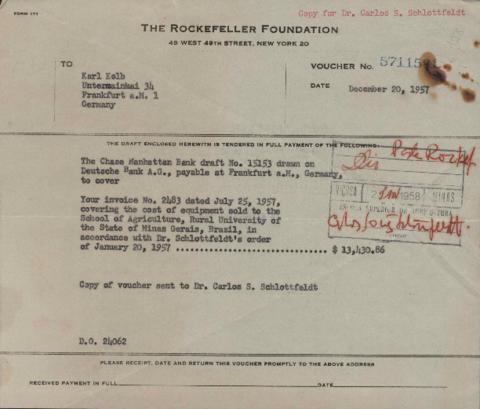 FORM 171
Copy for Dr. Carlos S. Schlottfeldt
THE ROCKEFELLER FOUNDATION
49 WEST 49TH STREET, NEW YORK 20
VOUCHER No.
TO
Karl Kolb
Untermainkai 34
Frankfurt a.M. 1
Germany
DATE December 20, 1957
THE DRAFT ENCLOSED HEREWITH IS TENDERED IN FULL PAYMENT OF THE FOLLOWING:
The Chase Manhattan Bank draft No. 15153 drawn on
Deutsche Bank A.G., payable at Frankfurt a.M., Germany,
to cover
Your invoice No. 2483 dated July 25, 1957,
covering the cost of equipment sold to the
School of Agriculture, Rural University of
the State of Minas Gerais, Brazil, in
accordance with Dr. Schlottfeldt's order
of January 20, 1957 .............................. $ 13,430.86
VIÇOSA JAN 1958 MINAS
Copy of voucher sent to Dr. Carlos S. Schlottfeldt
D.O. 24062
PLEASE RECEIPT, DATE AND RETURN THIS VOUCHER PROMPTLY TO THE ABOVE ADDRESS
RECEIVED PAYMENT IN FULL DATE